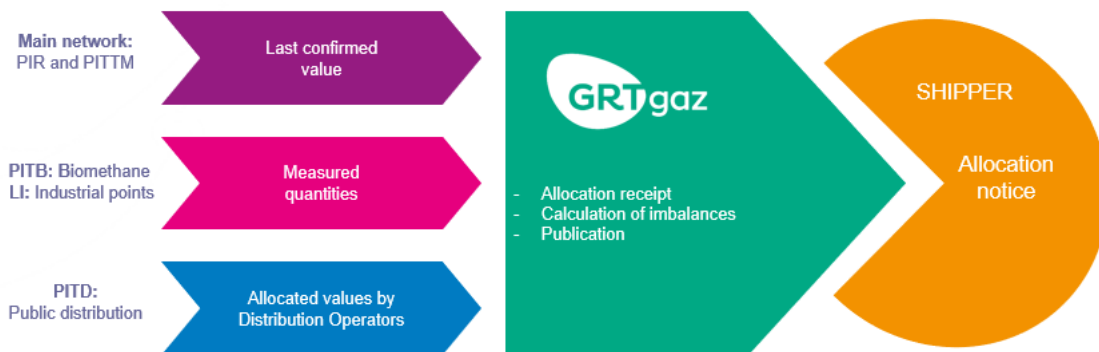 Main network:
PIR and PITTM
Last confirmed
value
PITB: Biomethane
LI: Industrial points
Measured
quantities
PITD:
Public distribution
Allocated values by
Distribution Operators
GRTgaz
- Allocation receipt
- Calculation of imbalances
- Publication
SHIPPER
Allocation
notice